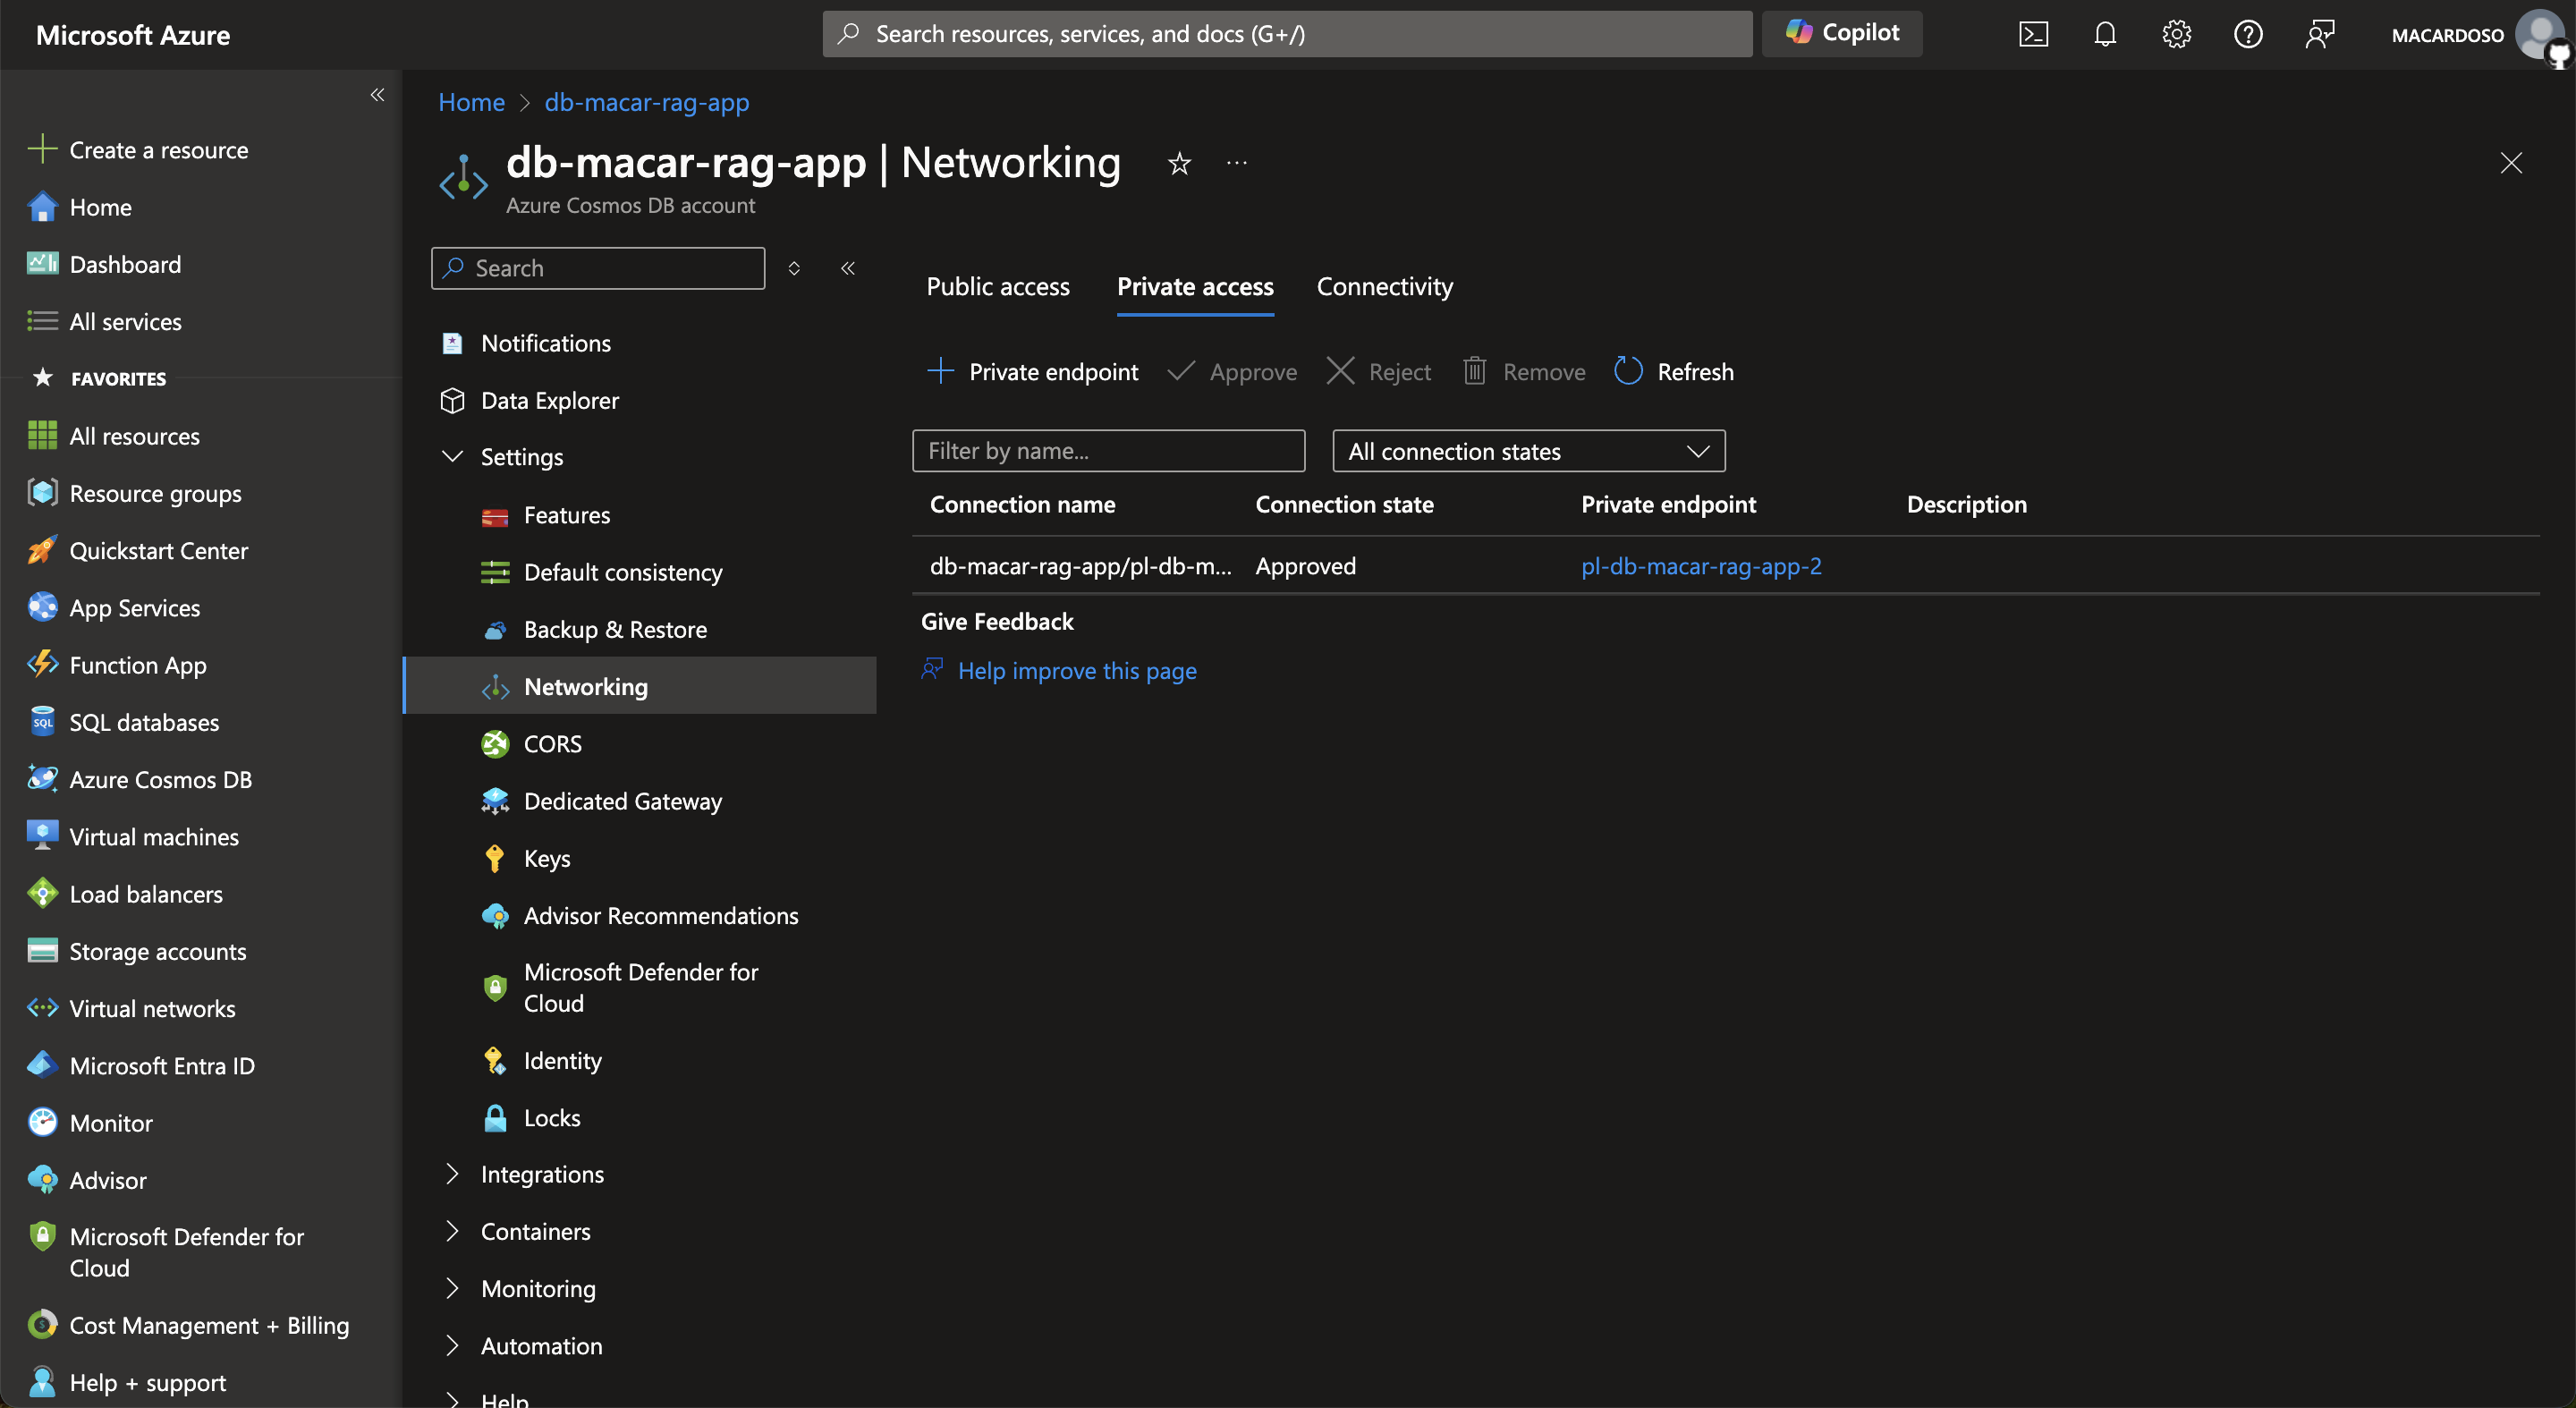 Microsoft Azure
Search resources, services, and docs (G+/)
Copilot
MACARDOSO
Create a resource
Home
Dashboard
All services
FAVORITES
All resources
Resource groups
Quickstart Center
App Services
Function App
SQL databases
Azure Cosmos DB
Virtual machines
Load balancers
Storage accounts
Virtual networks
Microsoft Entra ID
Monitor
Advisor
Microsoft Defender for
Cloud
Cost Management + Billing
Help + support
Home > db-macar-rag-app
db-macar-rag-app | Networking
Azure Cosmos DB account
Search
Notifications
Data Explorer
Settings
Features
Default consistency
Backup & Restore
Networking
CORS
Dedicated Gateway
Keys
Advisor Recommendations
Microsoft Defender for
Cloud
Identity
Locks
Integrations
Containers
Monitoring
Automation
Help
Public access Private access Connectivity
Private endpoint Approve Reject Remove Refresh
Filter by name... All connection states
Connection name Connection state Private endpoint Description
db-macar-rag-app/pl-db-m... Approved pl-db-macar-rag-app-2
Give Feedback
Help improve this page